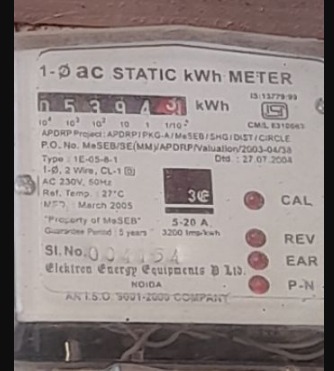 1-Ø ac STATIC kWh METER
IS:13779:99
0 5 3 9 4 3 kWh
10⁴ 10³ 10² 10 1 1/10
CM/L
APDRP Project: APDRP/PKG-A/MeSEB/SHG/DIST/CIRCLE
P.O. No. MeSEB/SE(MM)/APDRP/Valuation/2003-04/38
Type : 1E-05-8-1 Dtd : 27.07.2004
1-Ø, 2 Wire, CL-1
AC 230V, 50Hz
Ref. Temp. : 27°C
MFD. : March 2005
"Property of MeSEB" 5-20 A
Guarantee Period : 5 years 3200 Imp/kwh
CAL
REV
EAR
P-N
Sl. No.
Elektron Energy Equipments P Ltd.
NOIDA
AN I.S.O. 9001-2000 COMPANY